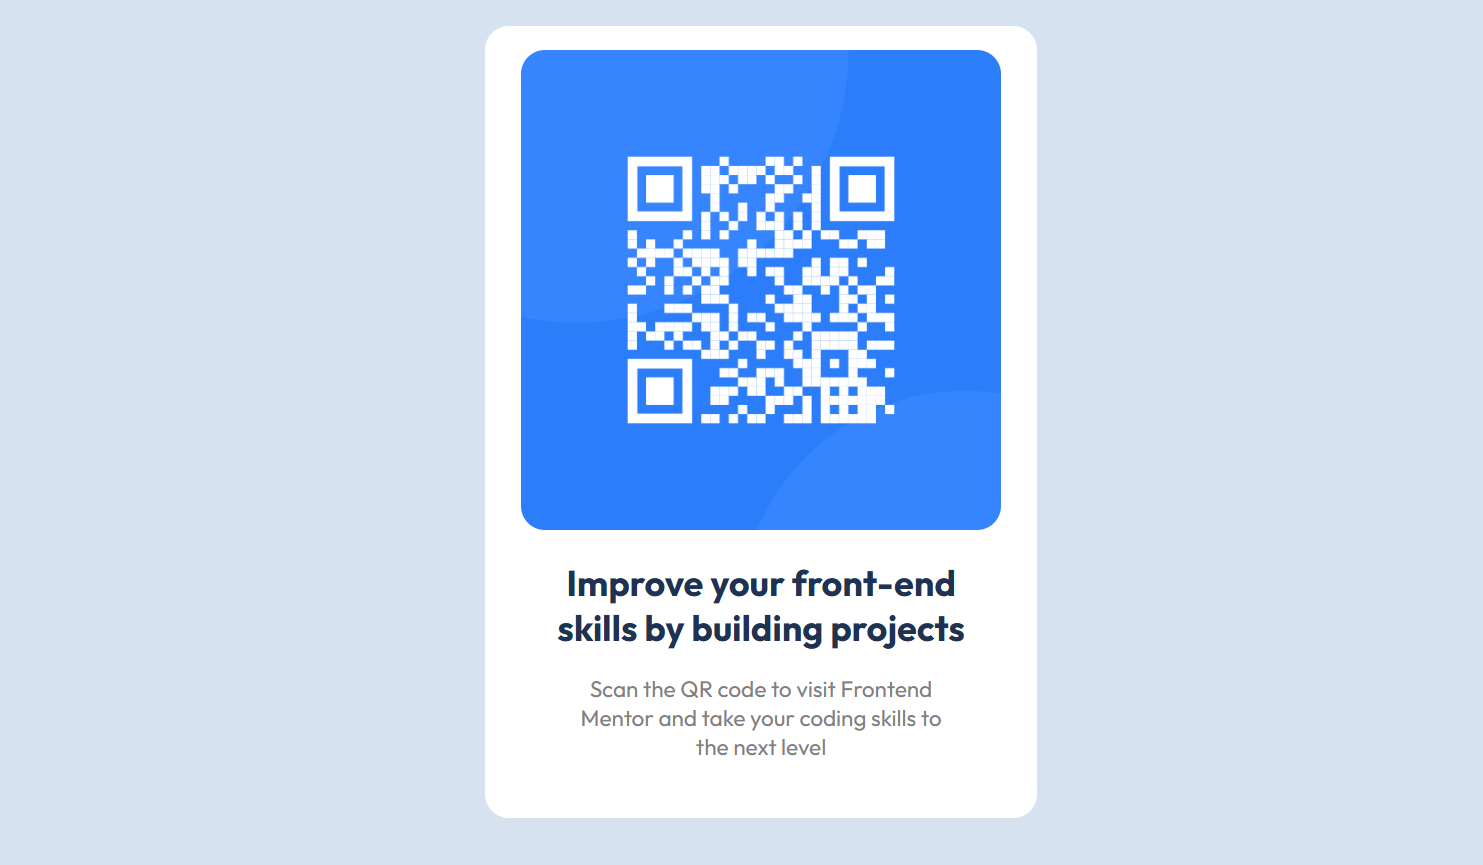 Improve your front-end
skills by building projects
Scan the QR code to visit Frontend
Mentor and take your coding skills to
the next level